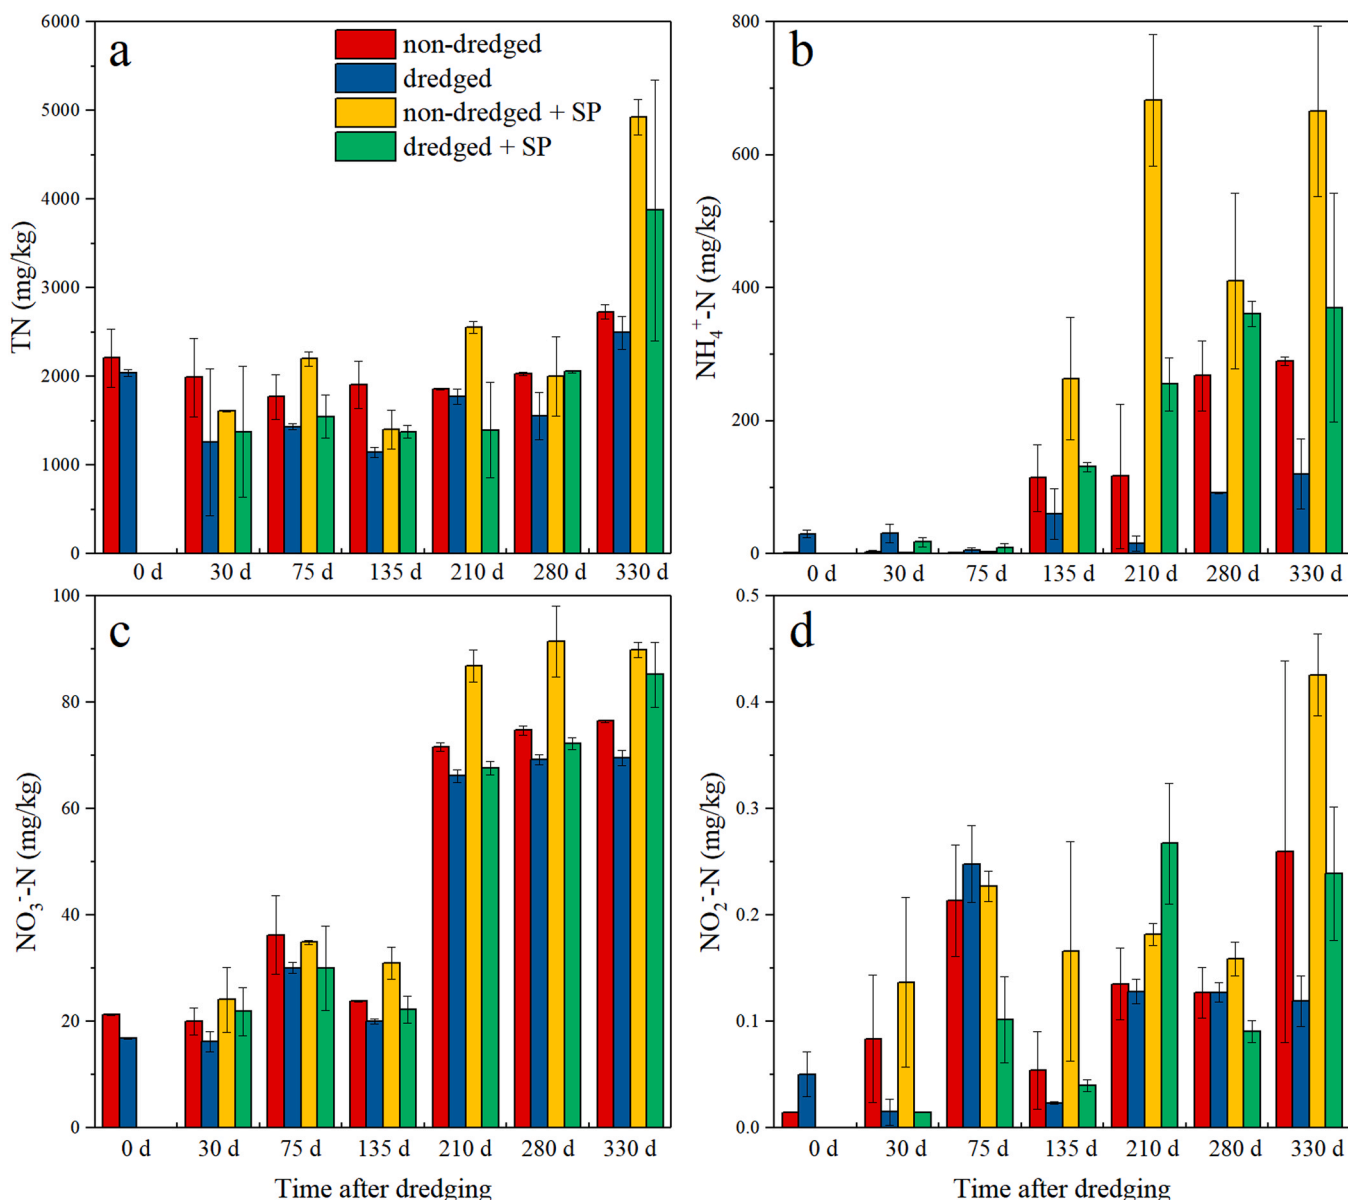 a
non-dredged
dredged
non-dredged + SP
dredged + SP
TN (mg/kg)
6000
5000
4000
3000
2000
1000
0
0 d 30 d 75 d 135 d 210 d 280 d 330 d
b
NH₄⁺-N (mg/kg)
800
600
400
200
0
0 d 30 d 75 d 135 d 210 d 280 d 330 d
c
NO₃⁻-N (mg/kg)
100
80
60
40
20
0
0 d 30 d 75 d 135 d 210 d 280 d 330 d
Time after dredging
d
NO₂⁻-N (mg/kg)
0.5
0.4
0.3
0.2
0.1
0.0
0 d 30 d 75 d 135 d 210 d 280 d 330 d
Time after dredging